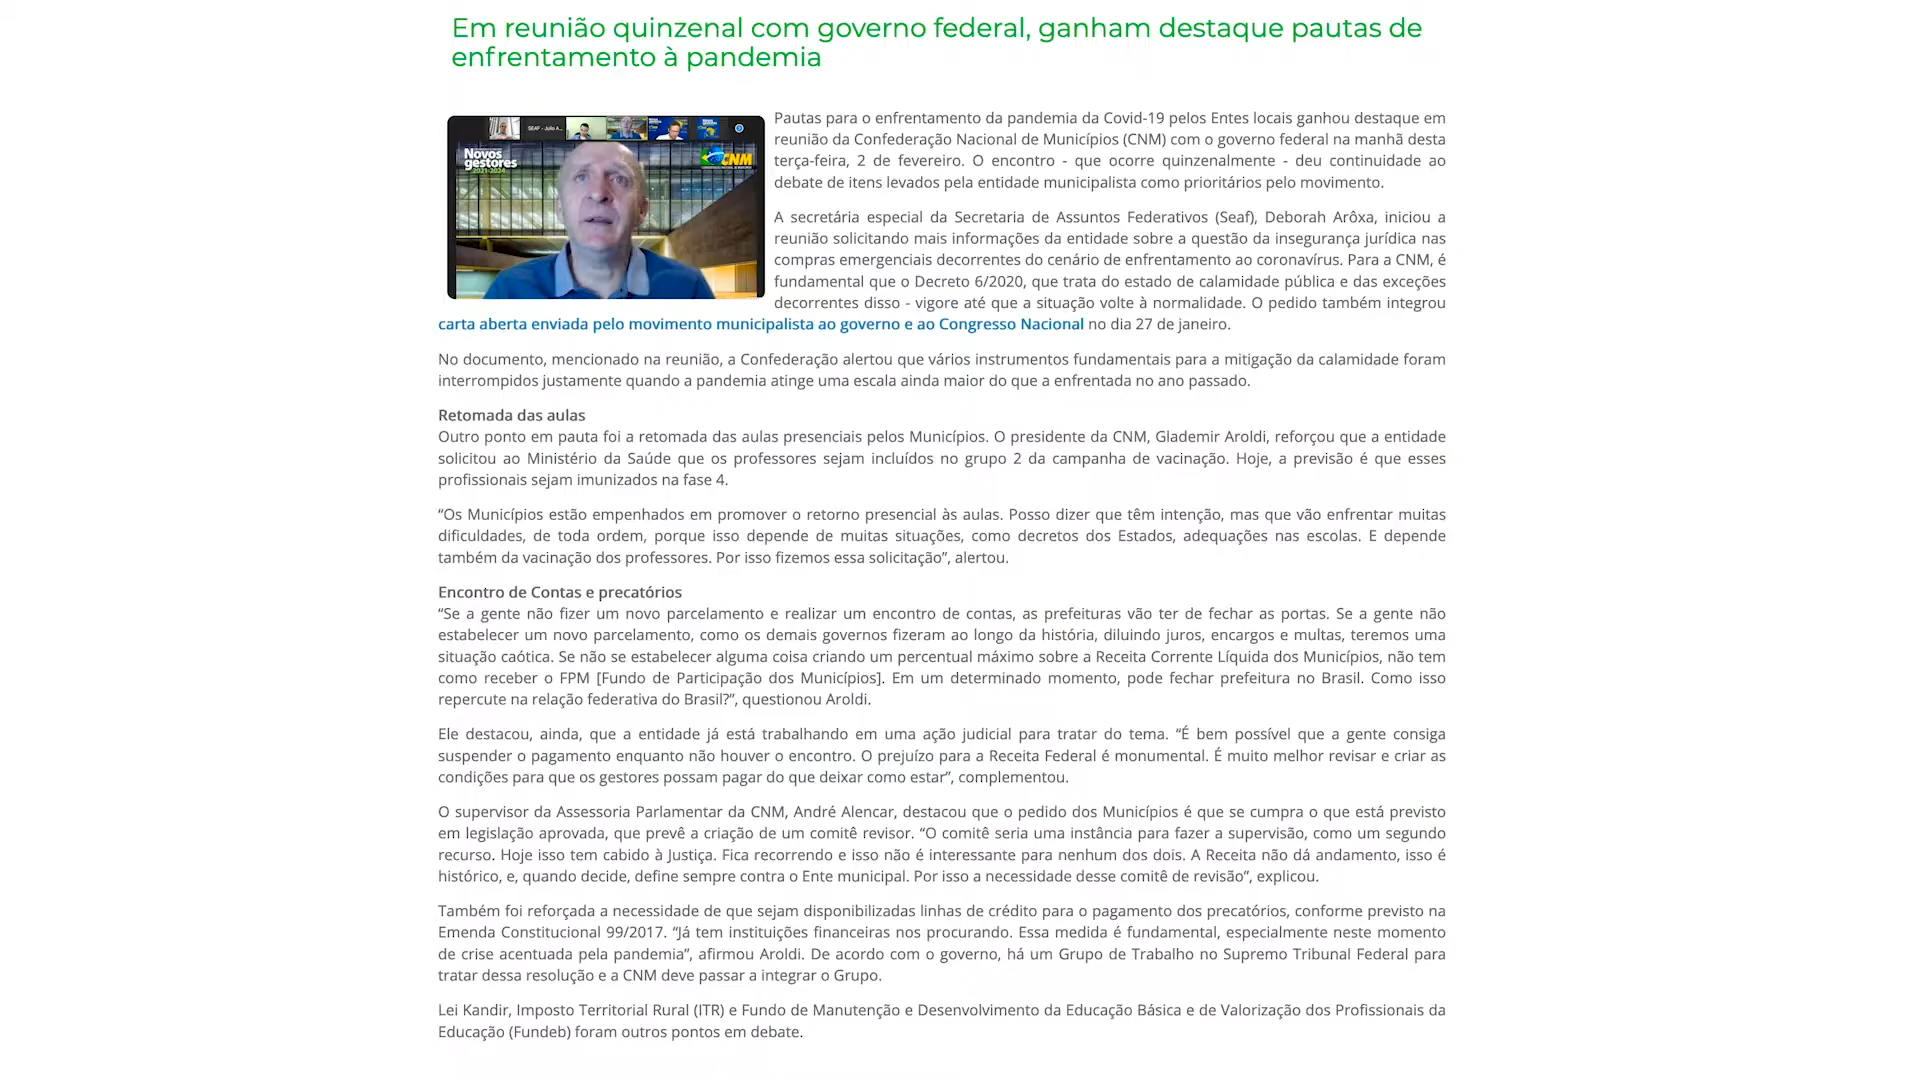 Em reunião quinzenal com governo federal, ganham destaque pautas de
enfrentamento à pandemia
SEAF - Julio A...
Novos
gestores
2021-2024
CNM
Pautas para o enfrentamento da pandemia da Covid-19 pelos Entes locais ganhou destaque em
reunião da Confederação Nacional de Municípios (CNM) com o governo federal na manhã desta
terça-feira, 2 de fevereiro. O encontro - que ocorre quinzenalmente - deu continuidade ao
debate de itens levados pela entidade municipalista como prioritários pelo movimento.
A secretária especial da Secretaria de Assuntos Federativos (Seaf), Deborah Arôxa, iniciou a
reunião solicitando mais informações da entidade sobre a questão da insegurança jurídica nas
compras emergenciais decorrentes do cenário de enfrentamento ao coronavírus. Para a CNM, é
fundamental que o Decreto 6/2020, que trata do estado de calamidade pública e das exceções
decorrentes disso - vigore até que a situação volte à normalidade. O pedido também integrou
carta aberta enviada pelo movimento municipalista ao governo e ao Congresso Nacional no dia 27 de janeiro.
No documento, mencionado na reunião, a Confederação alertou que vários instrumentos fundamentais para a mitigação da calamidade foram
interrompidos justamente quando a pandemia atinge uma escala ainda maior do que a enfrentada no ano passado.
Retomada das aulas
Outro ponto em pauta foi a retomada das aulas presenciais pelos Municípios. O presidente da CNM, Glademir Aroldi, reforçou que a entidade
solicitou ao Ministério da Saúde que os professores sejam incluídos no grupo 2 da campanha de vacinação. Hoje, a previsão é que esses
profissionais sejam imunizados na fase 4.
“Os Municípios estão empenhados em promover o retorno presencial às aulas. Posso dizer que têm intenção, mas que vão enfrentar muitas
dificuldades, de toda ordem, porque isso depende de muitas situações, como decretos dos Estados, adequações nas escolas. E depende
também da vacinação dos professores. Por isso fizemos essa solicitação”, alertou.
Encontro de Contas e precatórios
“Se a gente não fizer um novo parcelamento e realizar um encontro de contas, as prefeituras vão ter de fechar as portas. Se a gente não
estabelecer um novo parcelamento, como os demais governos fizeram ao longo da história, diluindo juros, encargos e multas, teremos uma
situação caótica. Se não se estabelecer alguma coisa criando um percentual máximo sobre a Receita Corrente Líquida dos Municípios, não tem
como receber o FPM [Fundo de Participação dos Municípios]. Em um determinado momento, pode fechar prefeitura no Brasil. Como isso
repercute na relação federativa do Brasil?”, questionou Aroldi.
Ele destacou, ainda, que a entidade já está trabalhando em uma ação judicial para tratar do tema. “É bem possível que a gente consiga
suspender o pagamento enquanto não houver o encontro. O prejuízo para a Receita Federal é monumental. É muito melhor revisar e criar as
condições para que os gestores possam pagar do que deixar como estar”, complementou.
O supervisor da Assessoria Parlamentar da CNM, André Alencar, destacou que o pedido dos Municípios é que se cumpra o que está previsto
em legislação aprovada, que prevê a criação de um comitê revisor. “O comitê seria uma instância para fazer a supervisão, como um segundo
recurso. Hoje isso tem cabido à Justiça. Fica recorrendo e isso não é interessante para nenhum dos dois. A Receita não dá andamento, isso é
histórico, e, quando decide, define sempre contra o Ente municipal. Por isso a necessidade desse comitê de revisão”, explicou.
Também foi reforçada a necessidade de que sejam disponibilizadas linhas de crédito para o pagamento dos precatórios, conforme previsto na
Emenda Constitucional 99/2017. “Já tem instituições financeiras nos procurando. Essa medida é fundamental, especialmente neste momento
de crise acentuada pela pandemia”, afirmou Aroldi. De acordo com o governo, há um Grupo de Trabalho no Supremo Tribunal Federal para
tratar dessa resolução e a CNM deve passar a integrar o Grupo.
Lei Kandir, Imposto Territorial Rural (ITR) e Fundo de Manutenção e Desenvolvimento da Educação Básica e de Valorização dos Profissionais da
Educação (Fundeb) foram outros pontos em debate.